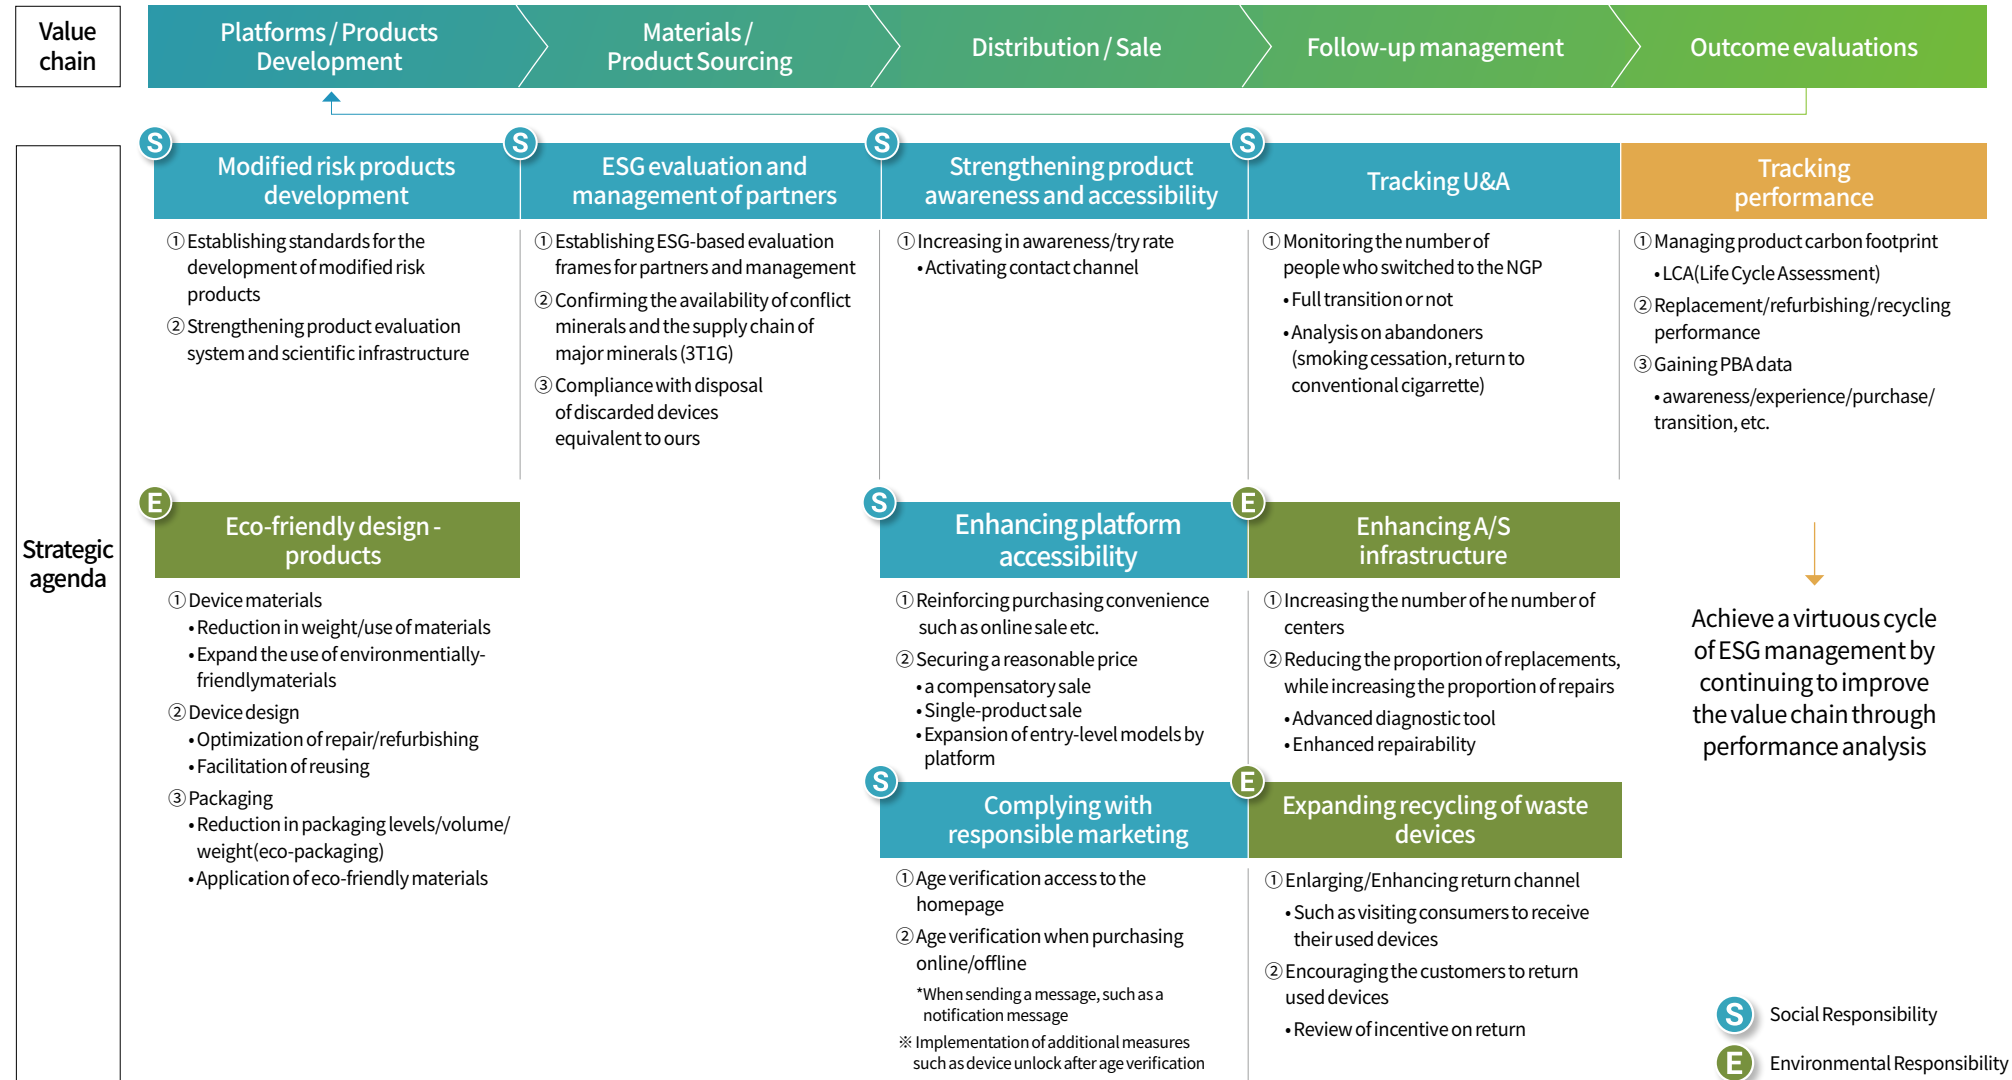 Value
chain
Platforms / Products
Development
Materials /
Product Sourcing
Distribution / Sale
Follow-up management
Outcome evaluations
Strategic
agenda
S
Modified risk products
development
① Establishing standards for the
development of modified risk
products
② Strengthening product evaluation
system and scientific infrastructure
S
ESG evaluation and
management of partners
① Establishing ESG-based evaluation
frames for partners and management
② Confirming the availability of conflict
minerals and the supply chain of
major minerals (3T1G)
③ Compliance with disposal
of discarded devices
equivalent to ours
S
Strengthening product
awareness and accessibility
① Increasing in awareness/try rate
• Activating contact channel
S
Tracking U&A
① Monitoring the number of
people who switched to the NGP
• Full transition or not
• Analysis on abandoners
(smoking cessation, return to
conventional cigarrette)
Tracking
performance
① Managing product carbon footprint
• LCA(Life Cycle Assessment)
② Replacement/refurbishing/recycling
performance
③ Gaining PBA data
• awareness/experience/purchase/
transition, etc.
E
Eco-friendly design -
products
① Device materials
• Reduction in weight/use of materials
• Expand the use of environmentially-
friendlymaterials
② Device design
• Optimization of repair/refurbishing
• Facilitation of reusing
③ Packaging
• Reduction in packaging levels/volume/
weight(eco-packaging)
• Application of eco-friendly materials
S
Enhancing platform
accessibility
① Reinforcing purchasing convenience
such as online sale etc.
② Securing a reasonable price
• a compensatory sale
• Single-product sale
• Expansion of entry-level models by
platform
E
Enhancing A/S
infrastructure
① Increasing the number of he number of
centers
② Reducing the proportion of replacements,
while increasing the proportion of repairs
• Advanced diagnostic tool
• Enhanced repairability
Achieve a virtuous cycle
of ESG management by
continuing to improve
the value chain through
performance analysis
S
Complying with
responsible marketing
① Age verification access to the
homepage
② Age verification when purchasing
online/offline
*When sending a message, such as a
notification message
※ Implementation of additional measures
such as device unlock after age verification
E
Expanding recycling of waste
devices
① Enlarging/Enhancing return channel
• Such as visiting consumers to receive
their used devices
② Encouraging the customers to return
used devices
• Review of incentive on return
S Social Responsibility
E Environmental Responsibility